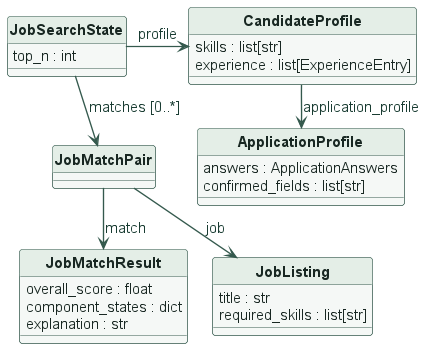 JobSearchState
top_n : int
profile
CandidateProfile
skills : list[str]
experience : list[ExperienceEntry]
matches [0..*]
application_profile
JobMatchPair
ApplicationProfile
answers : ApplicationAnswers
confirmed_fields : list[str]
match
job
JobMatchResult
overall_score : float
component_states : dict
explanation : str
JobListing
title : str
required_skills : list[str]